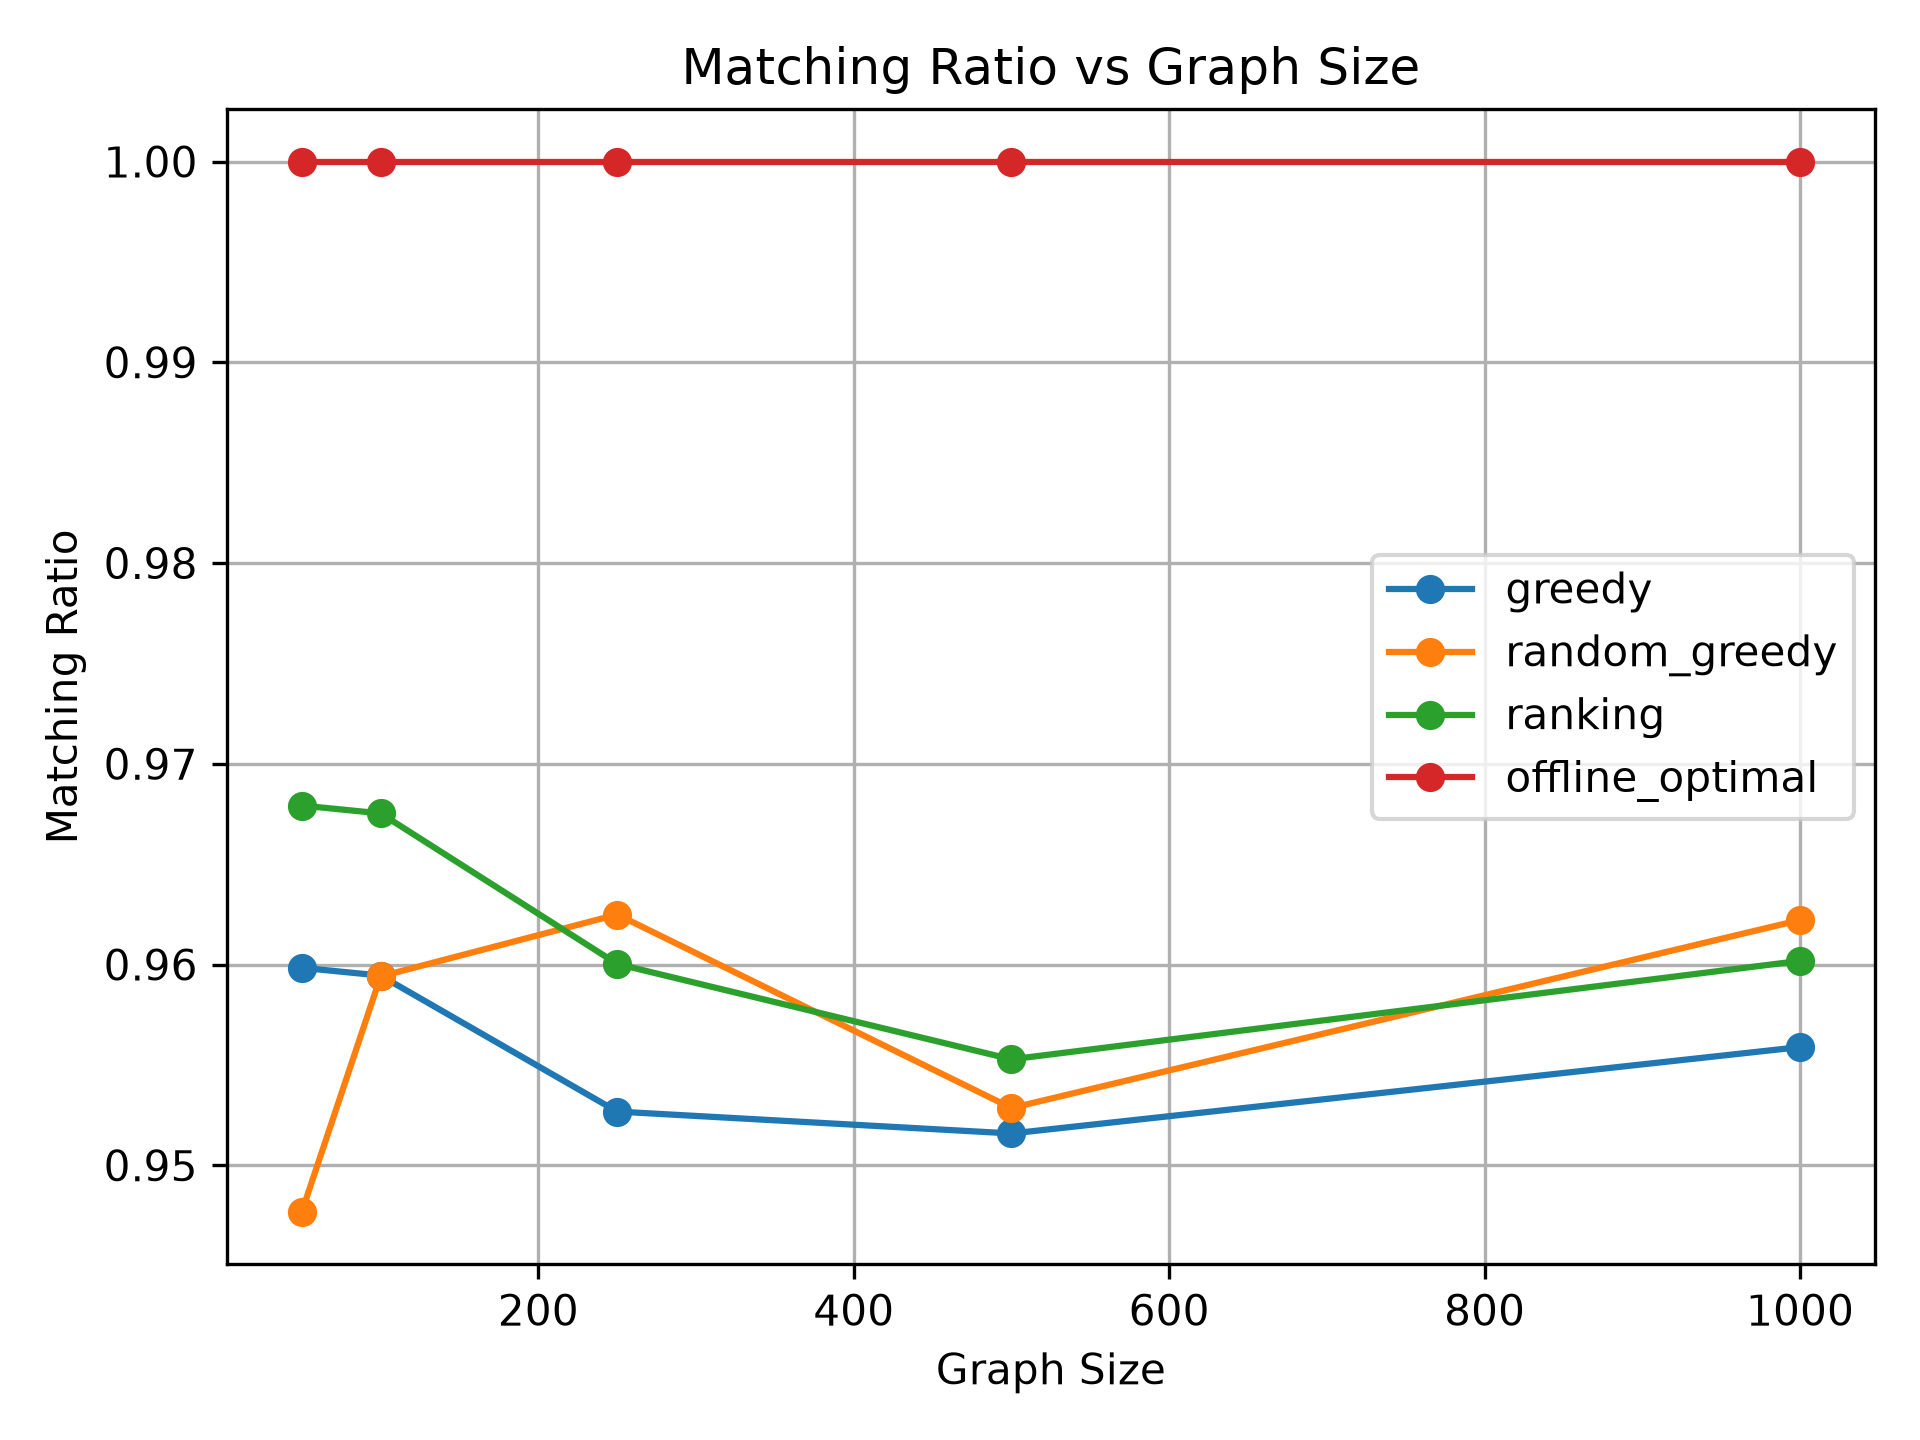 Matching Ratio vs Graph Size
1.00
0.99
0.98
0.97
0.96
0.95
Matching Ratio
greedy
random_greedy
ranking
offline_optimal
200 400 600 800 1000
Graph Size